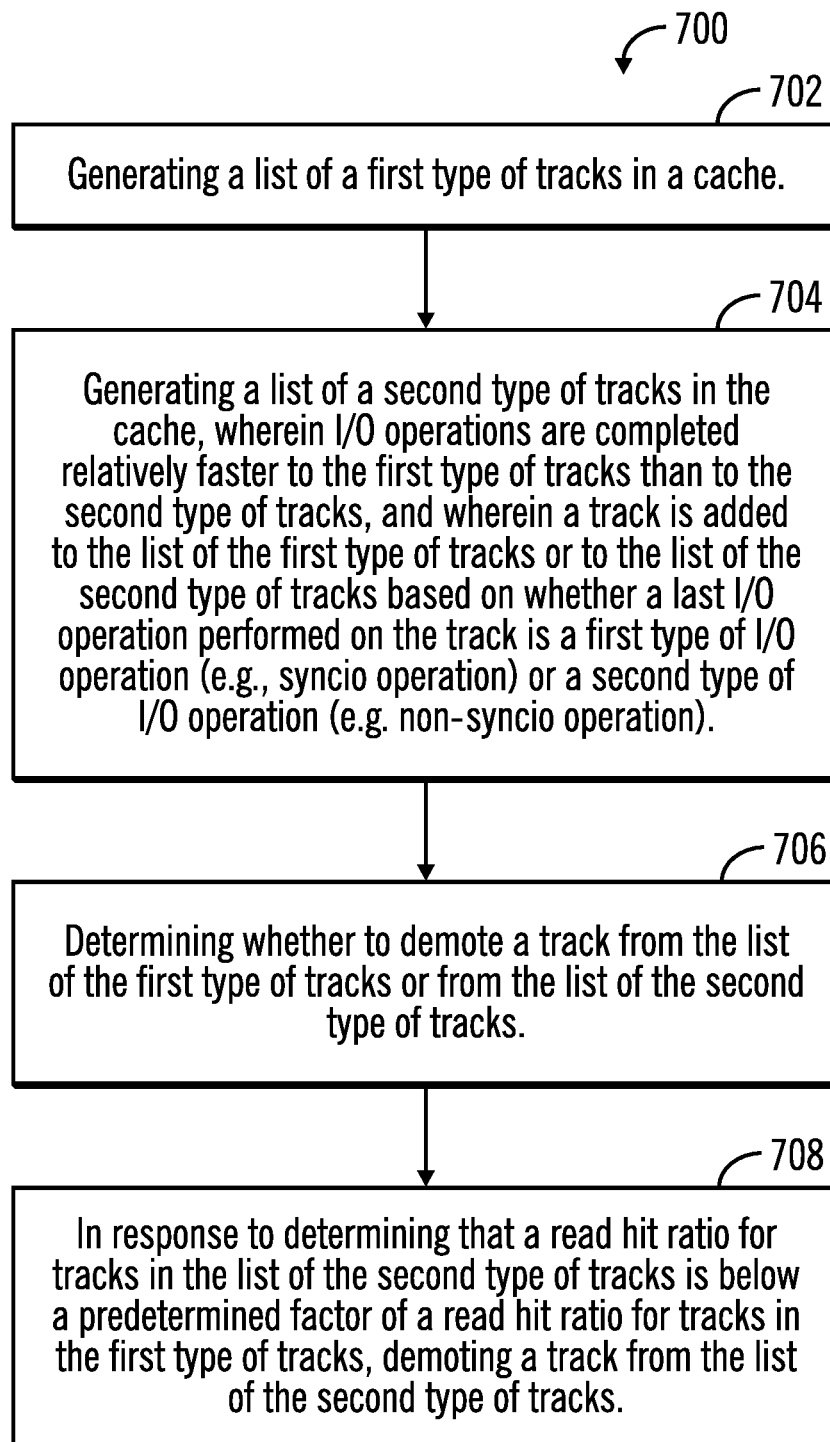 700
702
Generating a list of a first type of tracks in a cache.
704
Generating a list of a second type of tracks in the
cache, wherein I/O operations are completed
relatively faster to the first type of tracks than to the
second type of tracks, and wherein a track is added
to the list of the first type of tracks or to the list of the
second type of tracks based on whether a last I/O
operation performed on the track is a first type of I/O
operation (e.g., syncio operation) or a second type of
I/O operation (e.g. non-syncio operation).
706
Determining whether to demote a track from the list
of the first type of tracks or from the list of the second
type of tracks.
708
In response to determining that a read hit ratio for
tracks in the list of the second type of tracks is below
a predetermined factor of a read hit ratio for tracks in
the first type of tracks, demoting a track from the list
of the second type of tracks.